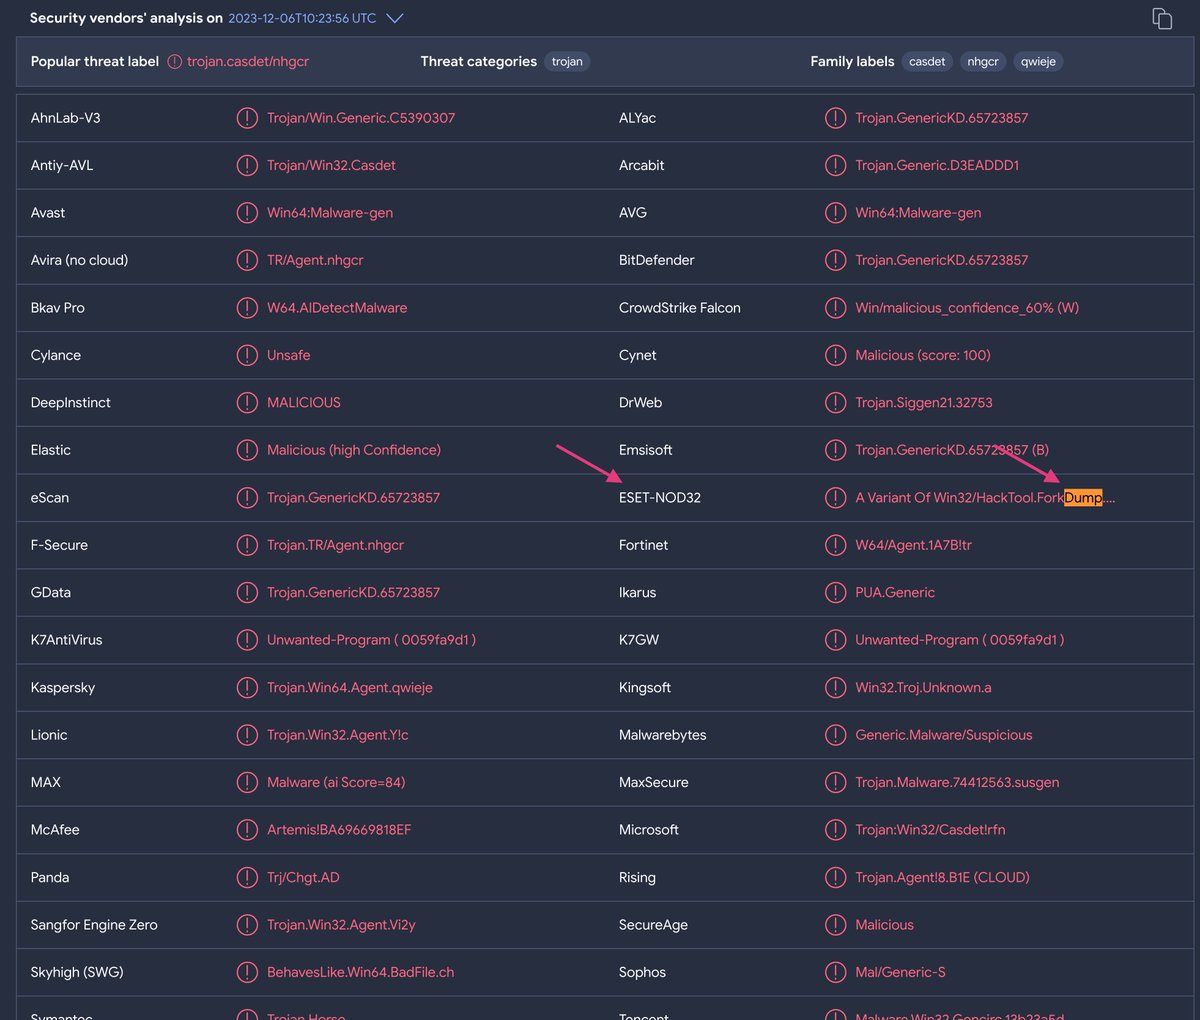 Security vendors' analysis on 2023-12-06T10:23:56 UTC
Popular threat label trojan.casdet/nhgcr Threat categories trojan Family labels casdet nhgcr qwieje
AhnLab-V3 Trojan/Win.Generic.C5390307 ALYac Trojan.GenericKD.65723857
Antiy-AVL Trojan/Win32.Casdet Arcabit Trojan.Generic.D3EADDD1
Avast Win64:Malware-gen AVG Win64:Malware-gen
Avira (no cloud) TR/Agent.nhgcr BitDefender Trojan.GenericKD.65723857
Bkav Pro W64.AIDetectMalware CrowdStrike Falcon Win/malicious_confidence_60% (W)
Cylance Unsafe Cynet Malicious (score: 100)
DeepInstinct MALICIOUS DrWeb Trojan.Siggen21.32753
Elastic Malicious (high Confidence) Emsisoft Trojan.GenericKD.65723857 (B)
eScan Trojan.GenericKD.65723857 ESET-NOD32 A Variant Of Win32/HackTool.ForkDump....
F-Secure Trojan.TR/Agent.nhgcr Fortinet W64/Agent.1A7B!tr
GData Trojan.GenericKD.65723857 Ikarus PUA.Generic
K7AntiVirus Unwanted-Program ( 0059fa9d1 ) K7GW Unwanted-Program ( 0059fa9d1 )
Kaspersky Trojan.Win64.Agent.qwieje Kingsoft Win32.Troj.Unknown.a
Lionic Trojan.Win32.Agent.Y!c Malwarebytes Generic.Malware/Suspicious
MAX Malware (ai Score=84) MaxSecure Trojan.Malware.74412563.susgen
McAfee Artemis!BA69669818EF Microsoft Trojan:Win32/Casdet!rfn
Panda Trj/Chgt.AD Rising Trojan.Agent!8.B1E (CLOUD)
Sangfor Engine Zero Trojan.Win32.Agent.Vi2y SecureAge Malicious
Skyhigh (SWG) BehavesLike.Win64.BadFile.ch Sophos Mal/Generic-S
Symantec Trojan Horse Tencent Malware.Win32.Gencirc.13b23a5d